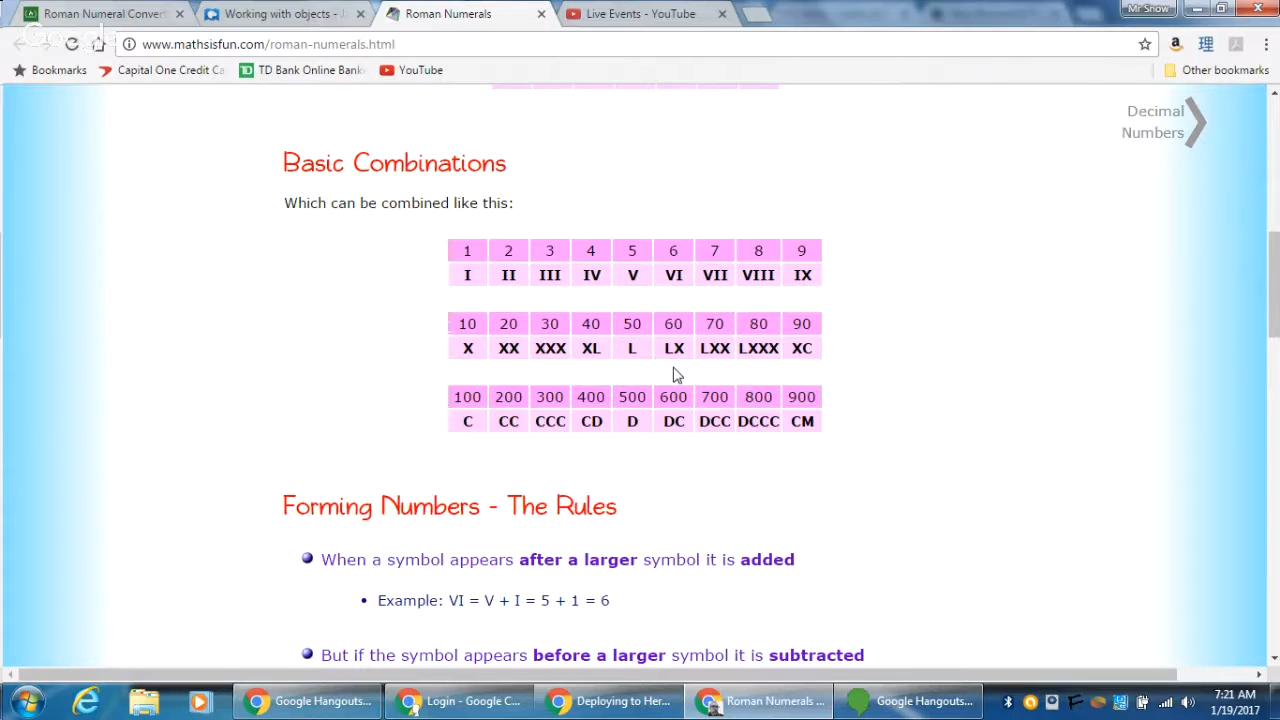 Roman Numeral Convert
Working with objects - J
Roman Numerals
Live Events - YouTube
Mr Snow
Google
www.mathsisfun.com/roman-numerals.html
Bookmarks
Capital One Credit Ca
TD Bank Online Bank
YouTube
Other bookmarks
Decimal
Numbers
Basic Combinations
Which can be combined like this:
1 2 3 4 5 6 7 8 9
I II III IV V VI VII VIII IX
10 20 30 40 50 60 70 80 90
X XX XXX XL L LX LXX LXXX XC
100 200 300 400 500 600 700 800 900
C CC CCC CD D DC DCC DCCC CM
Forming Numbers - The Rules
When a symbol appears after a larger symbol it is added
• Example: VI = V + I = 5 + 1 = 6
But if the symbol appears before a larger symbol it is subtracted
Google Hangouts...
Login - Google C...
Deploying to Her...
Roman Numerals ...
Google Hangouts...
7:21 AM
1/19/2017